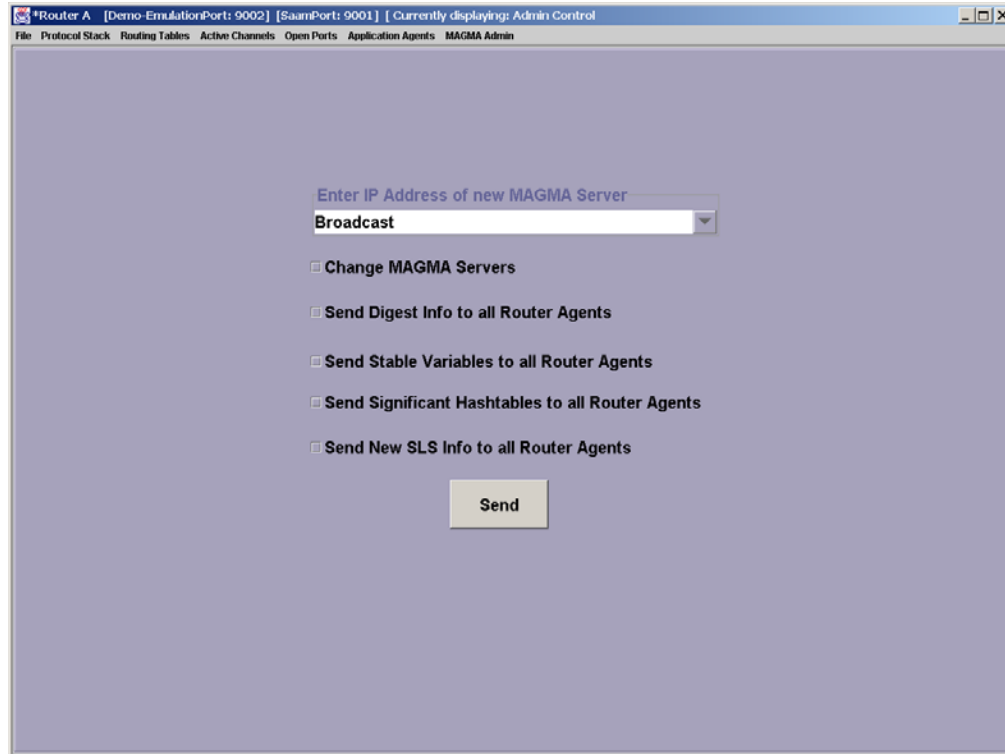 *Router A [Demo-EmulationPort: 9002] [SaamPort: 9001] [ Currently displaying: Admin Control
File Protocol Stack Routing Tables Active Channels Open Ports Application Agents MAGMA Admin
Enter IP Address of new MAGMA Server
Broadcast
Change MAGMA Servers
Send Digest Info to all Router Agents
Send Stable Variables to all Router Agents
Send Significant Hashtables to all Router Agents
Send New SLS Info to all Router Agents
Send